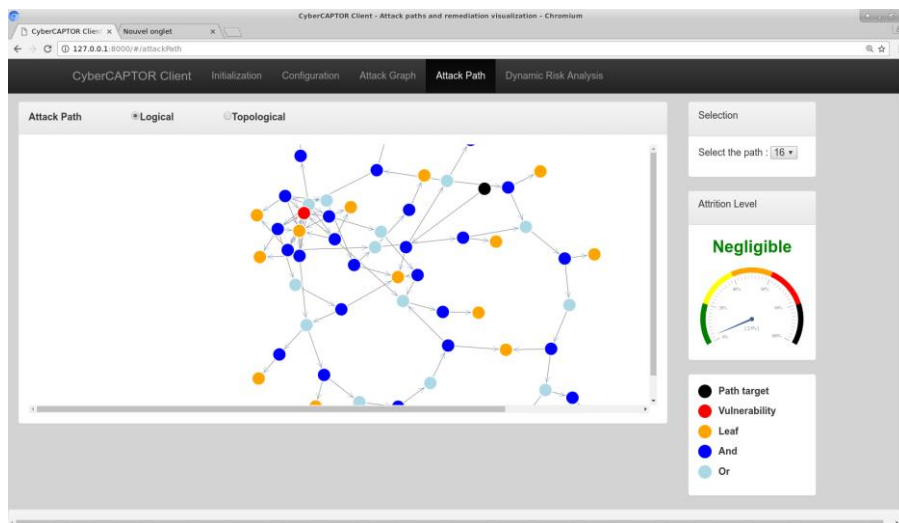 CyberCAPTOR Client - Attack paths and remediation visualization - Chromium
CyberCAPTOR Client
Nouvel onglet
127.0.0.1:8000/#/attackPath
CyberCAPTOR Client Initialization Configuration Attack Graph Attack Path Dynamic Risk Analysis
Attack Path Logical Topological
Selection
Select the path : 16
Attrition Level
Negligible
Path target
Vulnerability
Leaf
And
Or